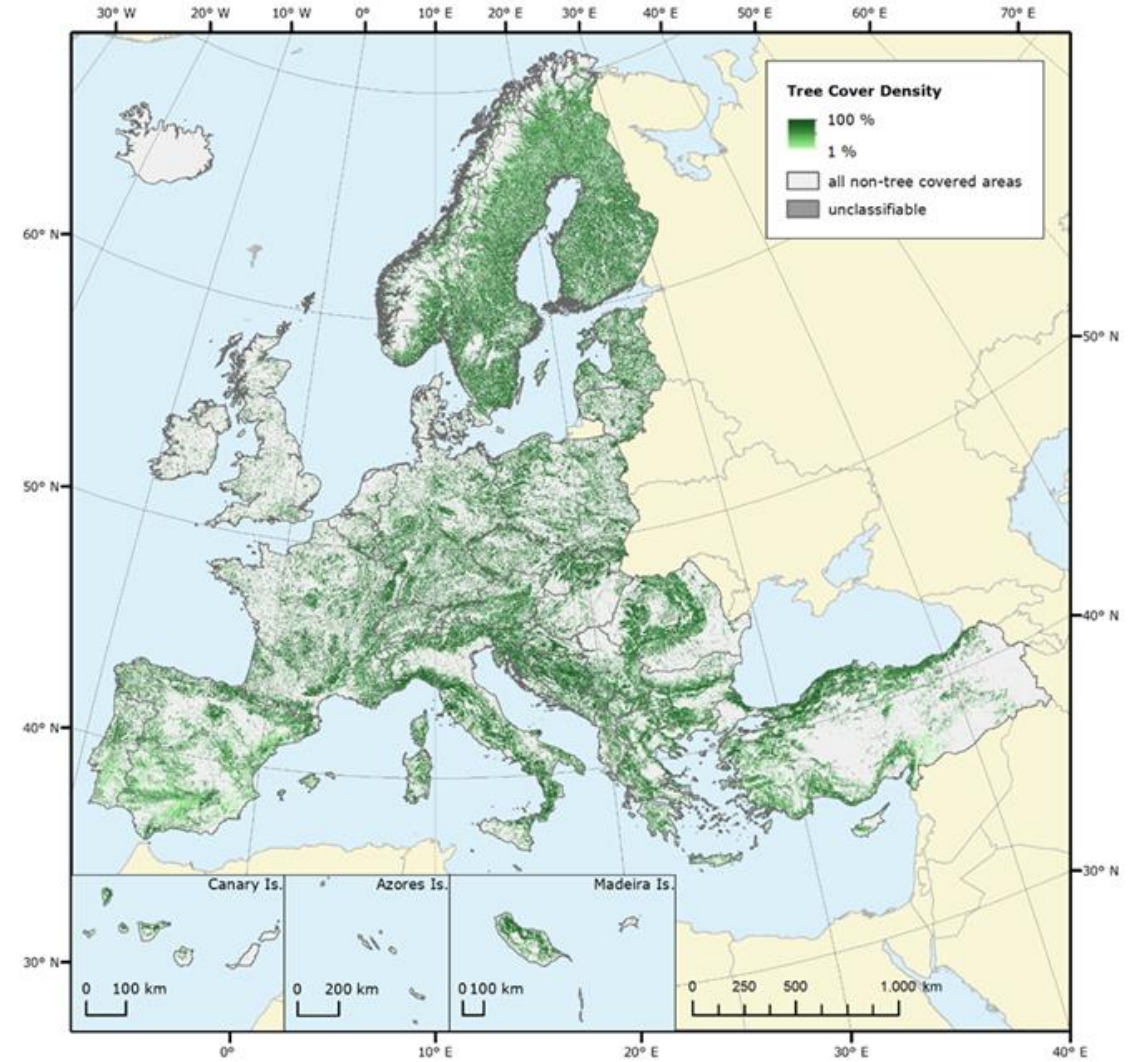 30° W 20° W 10° W 0° 10° E 20° E 30° E 40° E 50° E 60° E 70° E
Tree Cover Density
100 %
1 %
all non-tree covered areas
unclassifiable
60° N
50° N
50° N
40° N
40° N
30° N
30° N
Canary Is.
0 100 km
Azores Is.
0 200 km
Madeira Is.
0 100 km
0 250 500 1.000 km
0° 10° E 20° E 30° E 40° E